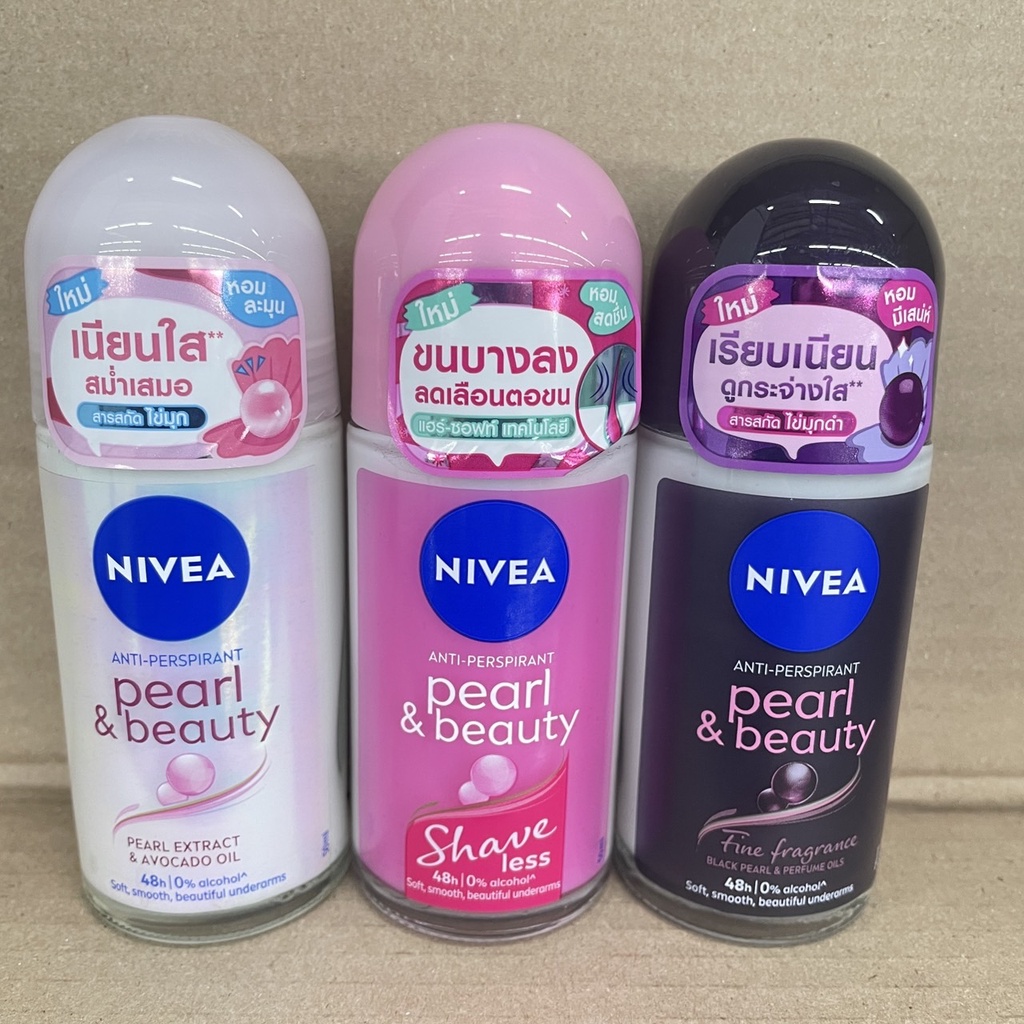 ใหม่
หอม
ละมุน
เนียนใส**
สม่ำเสมอ
สารสกัด ไข่มุก
NIVEA
ANTI-PERSPIRANT
pearl
& beauty
PEARL EXTRACT
& AVOCADO OIL
48h | 0% alcohol^
Soft, smooth, beautiful underarms
50ml
ใหม่
หอม
สดชื่น
ขนบางลง
ลดเลือนตอขน
แฮร์-ซอฟท์ เทคโนโลยี
NIVEA
ANTI-PERSPIRANT
pearl
& beauty
Shave
less
48h | 0% alcohol^
Soft, smooth, beautiful underarms
50ml
ใหม่
หอม
มีเสน่ห์
เรียบเนียน
ดูกระจ่างใส**
สารสกัด ไข่มุกดำ
NIVEA
ANTI-PERSPIRANT
pearl
& beauty
Fine fragrance
BLACK PEARL & PERFUME OILS
48h | 0% alcohol^
Soft, smooth, beautiful underarms